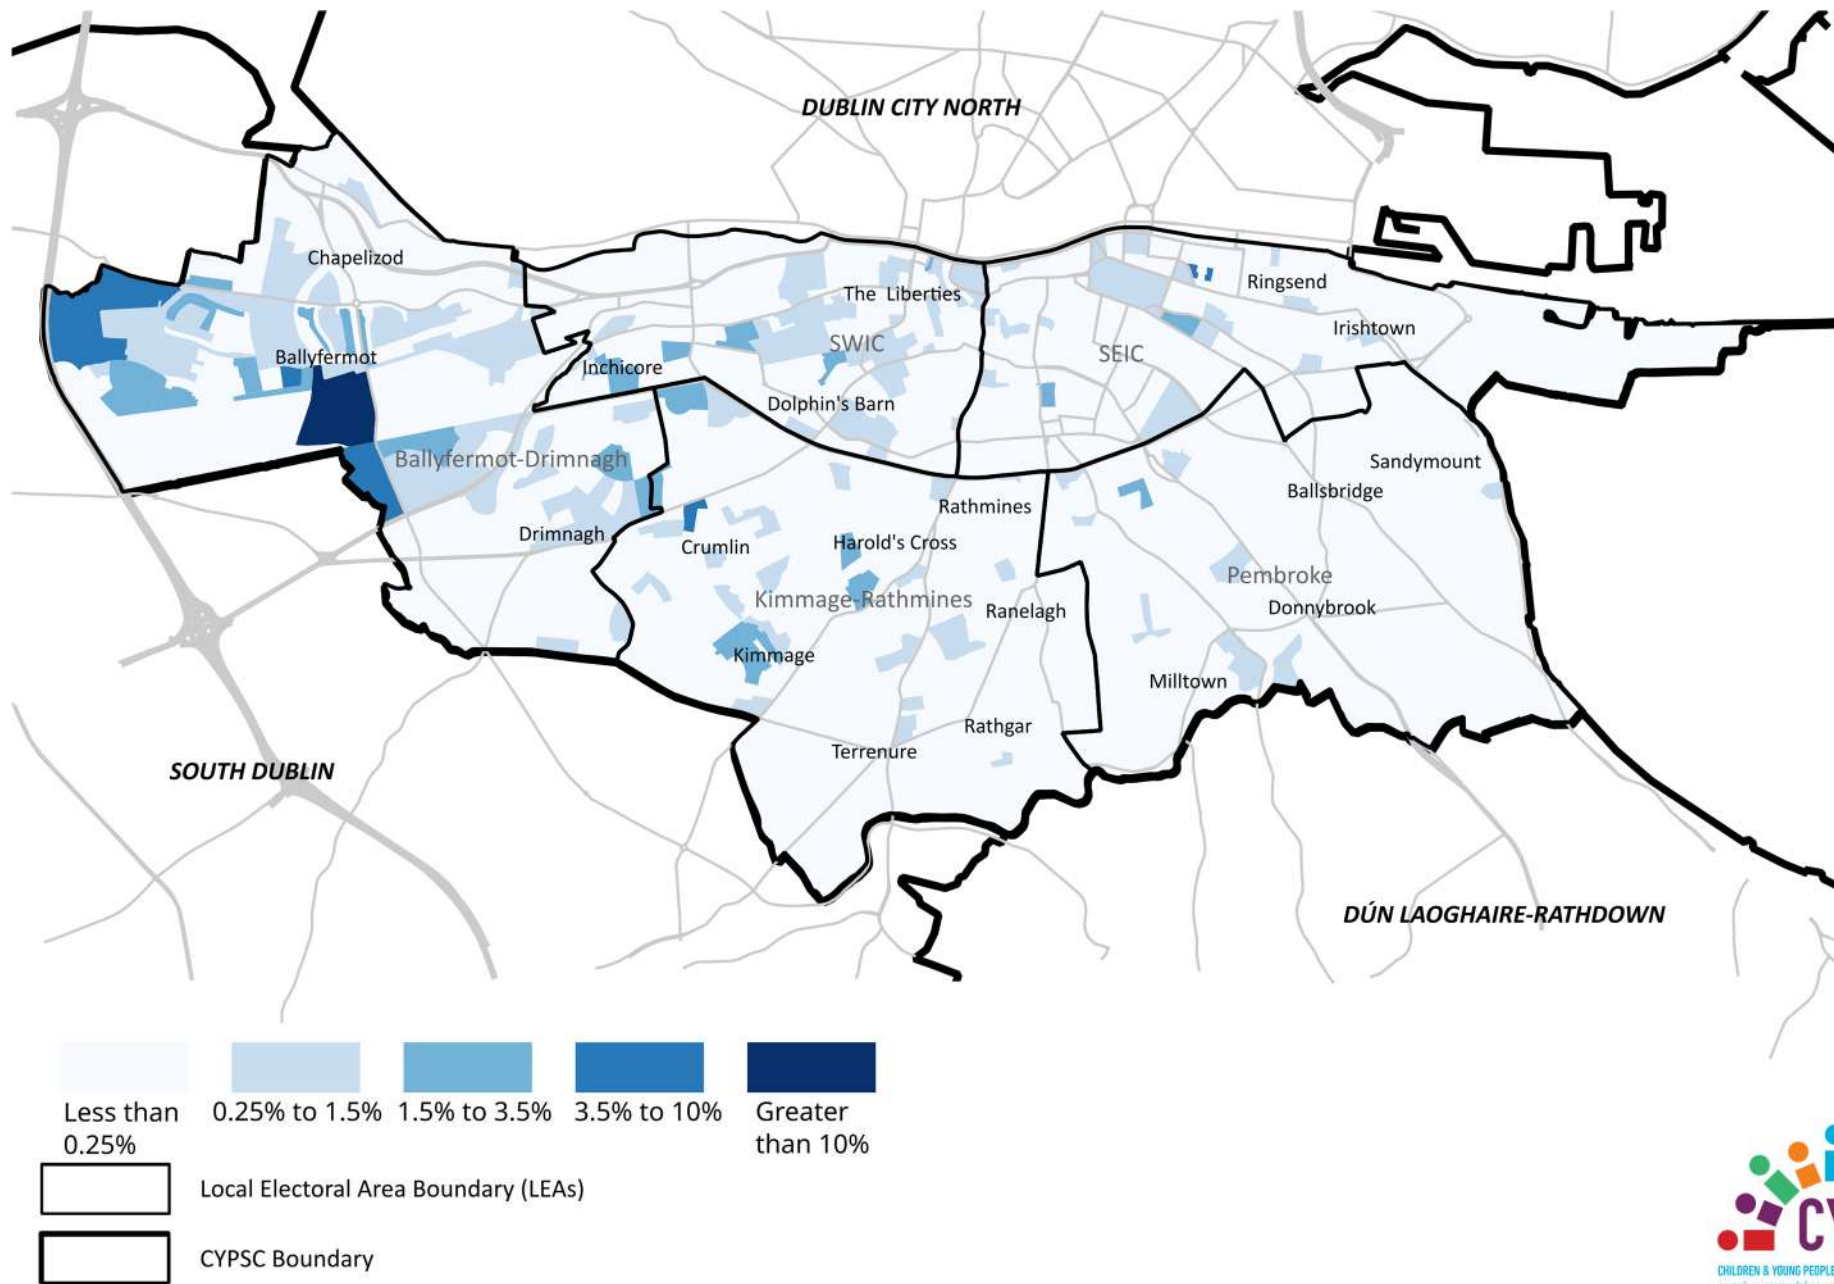 DUBLIN CITY NORTH
Chapelizod
Ringsend
The Liberties
Irishtown
SWIC
SEIC
Ballyfermot
Inchicore
Dolphin's Barn
Ballyfermot-Drimnagh
Sandymount
Ballsbridge
Rathmines
Drimnagh
Crumlin
Harold's Cross
Pembroke
Kimmage-Rathmines
Ranelagh
Donnybrook
Kimmage
Milltown
Rathgar
Terrenure
SOUTH DUBLIN
DÚN LAOGHAIRE-RATHDOWN
Less than
0.25%
0.25% to 1.5%
1.5% to 3.5%
3.5% to 10%
Greater
than 10%
Local Electoral Area Boundary (LEAs)
CYPSC Boundary
CHILDREN & YOUNG PEOPLE